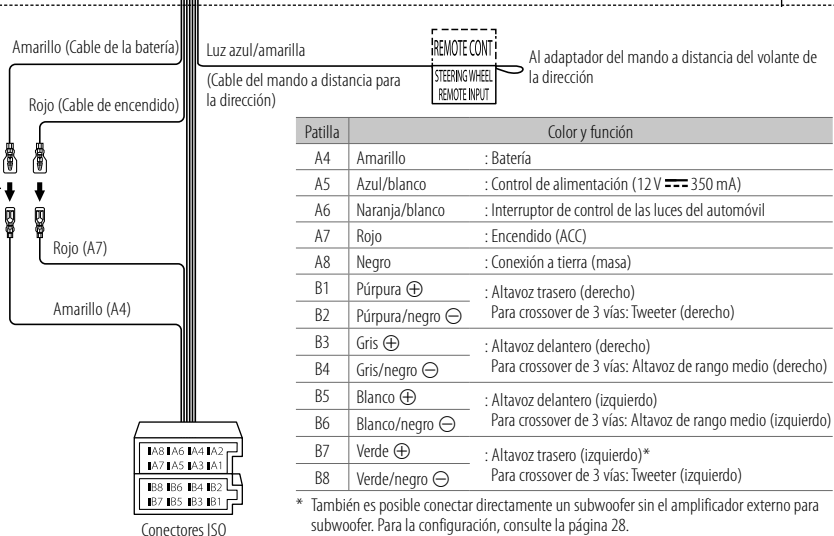 Amarillo (Cable de la batería)
Luz azul/amarilla
(Cable del mando a distancia para
la dirección)
REMOTE CONT
STEERING WHEEL
REMOTE INPUT
Al adaptador del mando a distancia del volante de
la dirección
Rojo (Cable de encendido)
Rojo (A7)
Amarillo (A4)
Patilla Color y función
A4 Amarillo : Batería
A5 Azul/blanco : Control de alimentación (12 V ⎓ 350 mA)
A6 Naranja/blanco : Interruptor de control de las luces del automóvil
A7 Rojo : Encendido (ACC)
A8 Negro : Conexión a tierra (masa)
B1 Púrpura ⊕ : Altavoz trasero (derecho)
B2 Púrpura/negro ⊖ Para crossover de 3 vías: Tweeter (derecho)
B3 Gris ⊕ : Altavoz delantero (derecho)
B4 Gris/negro ⊖ Para crossover de 3 vías: Altavoz de rango medio (derecho)
B5 Blanco ⊕ : Altavoz delantero (izquierdo)
B6 Blanco/negro ⊖ Para crossover de 3 vías: Altavoz de rango medio (izquierdo)
B7 Verde ⊕ : Altavoz trasero (izquierdo)*
B8 Verde/negro ⊖ Para crossover de 3 vías: Tweeter (izquierdo)
* También es posible conectar directamente un subwoofer sin el amplificador externo para
subwoofer. Para la configuración, consulte la página 28.
A8 A6 A4 A2
A7 A5 A3 A1
B8 B6 B4 B2
B7 B5 B3 B1
Conectores ISO